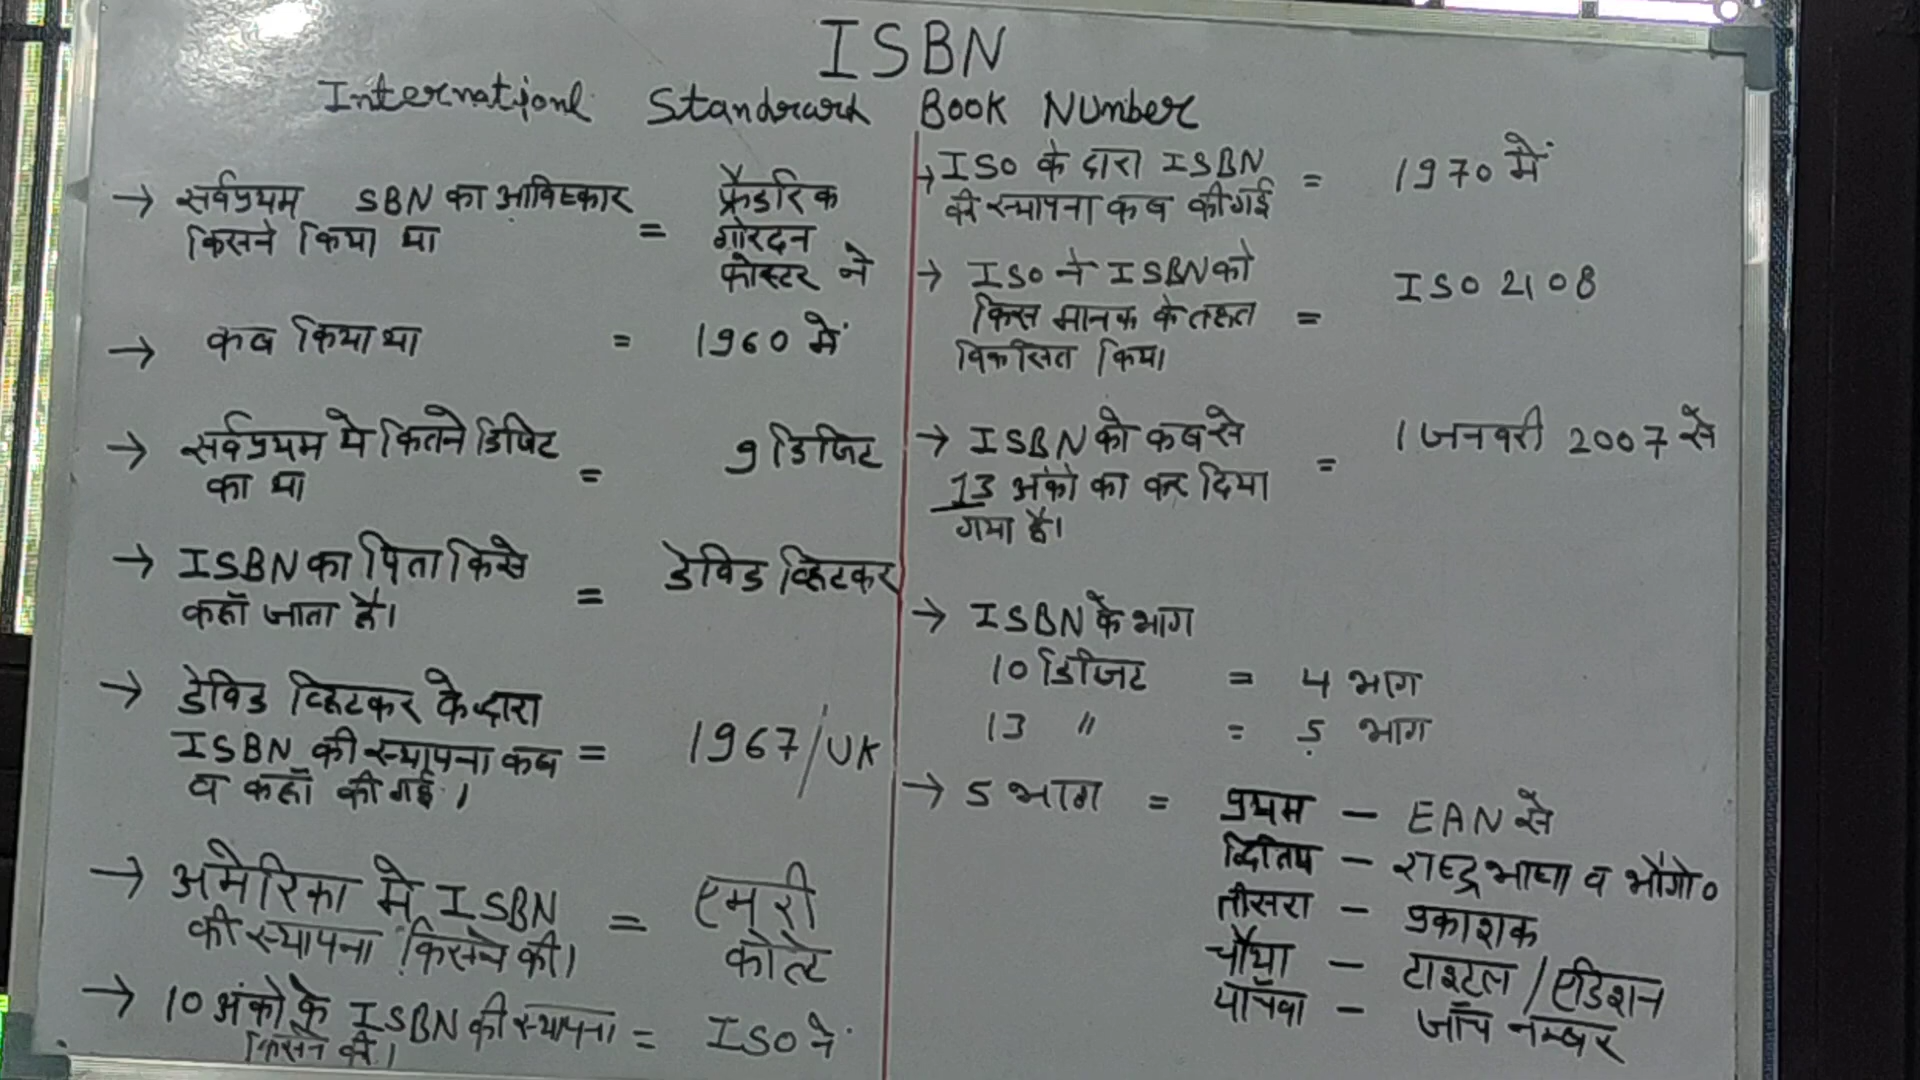 ISBN
Internationl Standrard Book Number
→ सर्वप्रथम SBN का आविष्कार
किसने किया था = फ्रैडरिक
गोरदन
फोस्टर ने
→ कब किया था = 1960 में
→ सर्वप्रथम मे कितने डिजिट
का था = 9 डिजिट
→ ISBN का पिता किसे
कहाँ जाता है। = डेविड व्हिटकर
→ डेविड व्हिटकर के द्वारा
ISBN की स्थापना कब
व कहाँ की गई। = 1967/UK
→ अमेरिका मे ISBN
की स्थापना किसने की। = एमरी
कोल्टे
→ 10 अंको के ISBN की स्थापना
किसने की। = ISO ने
→ ISO के द्वारा ISBN
की स्थापना कब की गई = 1970 में
→ ISO ने ISBN को
किस मानक के तहत
विकसित किया। = ISO 2108
→ ISBN को कब से
13 अंको का कर दिया
गया है। = 1 जनवरी 2007 से
→ ISBN के भाग
10 डिजिट = 4 भाग
13 " = 5 भाग
→ 5 भाग = प्रथम – EAN से
द्वितिय – राष्ट्र भाषा व भौगो०
तीसरा – प्रकाशक
चौथा – टाइटल / एडिशन
पाँचवा – जाँच नम्बर